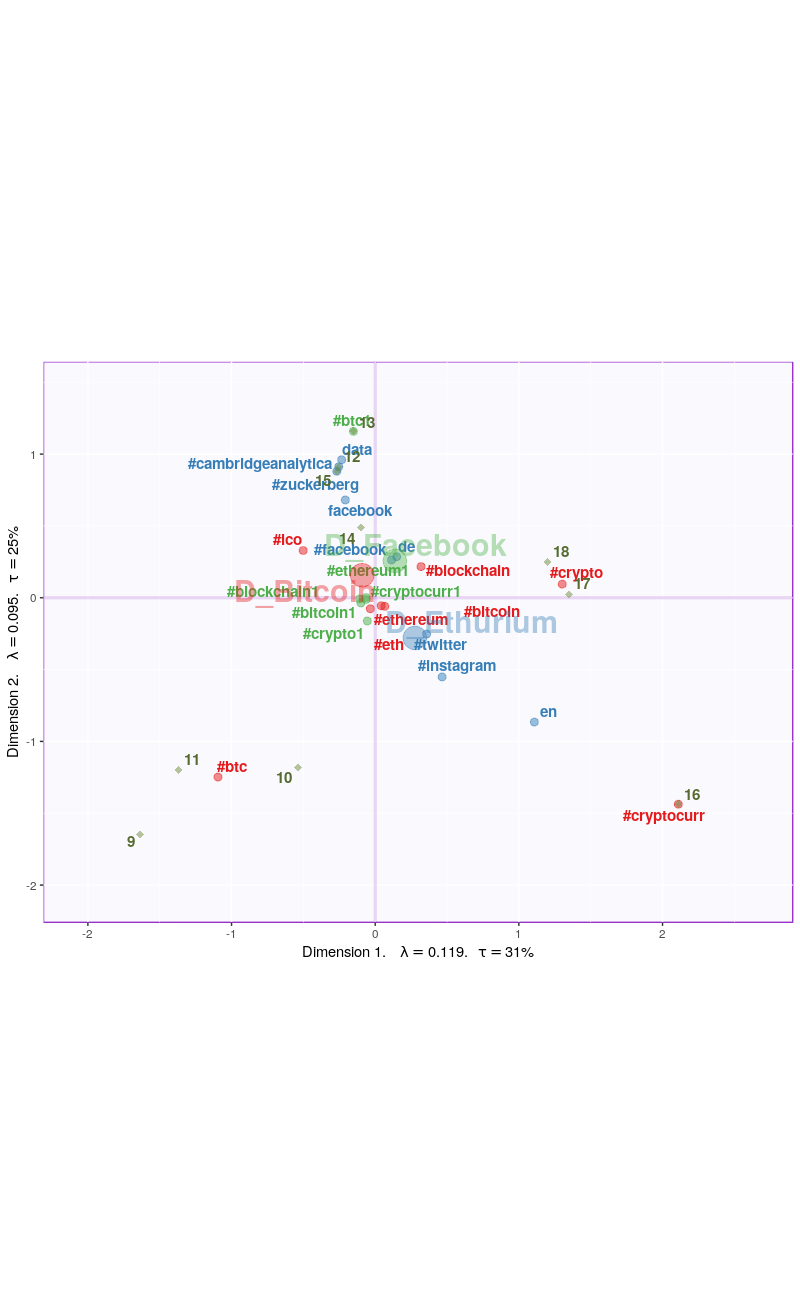 #btc1
13
data
12
#cambridgeanalytica
#zuckerberg
15
facebook
#ico
14
D_Facebook
#facebook
de
18
#ethereum1
#blockchain
#crypto
17
D_Bitcoin
#blockchain1
#cryptocurr1
#bitcoin1
#bitcoin
#ethereum
D_Ethurium
#crypto1
#eth
#twitter
#instagram
en
11
#btc
10
9
16
#cryptocurr
1
0
-1
-2
-2
-1
0
1
2
Dimension 1. λ = 0.119. τ = 31%
Dimension 2. λ = 0.095. τ = 25%